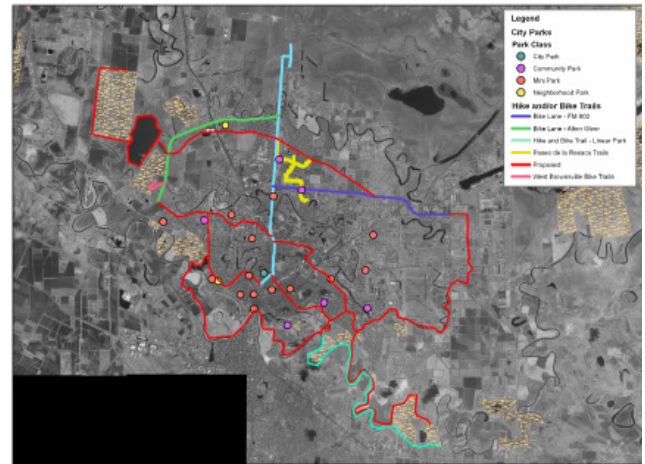 Legend
City Parks
Park Class
City Park
Community Park
Mini Park
Neighborhood Park
Hike and/or Bike Trails
Bike Lane - FM 802
Bike Lane - Alton Gloor
Hike and Bike Trail - Linear Park
Paseo de la Resaca Trails
Proposed
West Brownsville Bike Trails